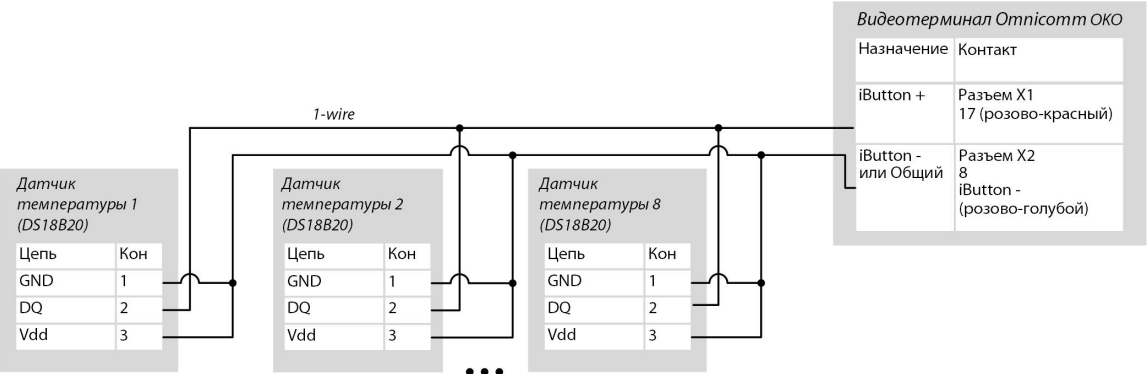 Видеотерминал Omnicomm ОКО
Назначение Контакт
iButton + Разъем X1
17 (розово-красный)
iButton - Разъем X2
или Общий 8
iButton -
(розово-голубой)
1-wire
Датчик
температуры 1
(DS18B20)
Цепь Кон
GND 1
DQ 2
Vdd 3
Датчик
температуры 2
(DS18B20)
Цепь Кон
GND 1
DQ 2
Vdd 3
Датчик
температуры 8
(DS18B20)
Цепь Кон
GND 1
DQ 2
Vdd 3
...